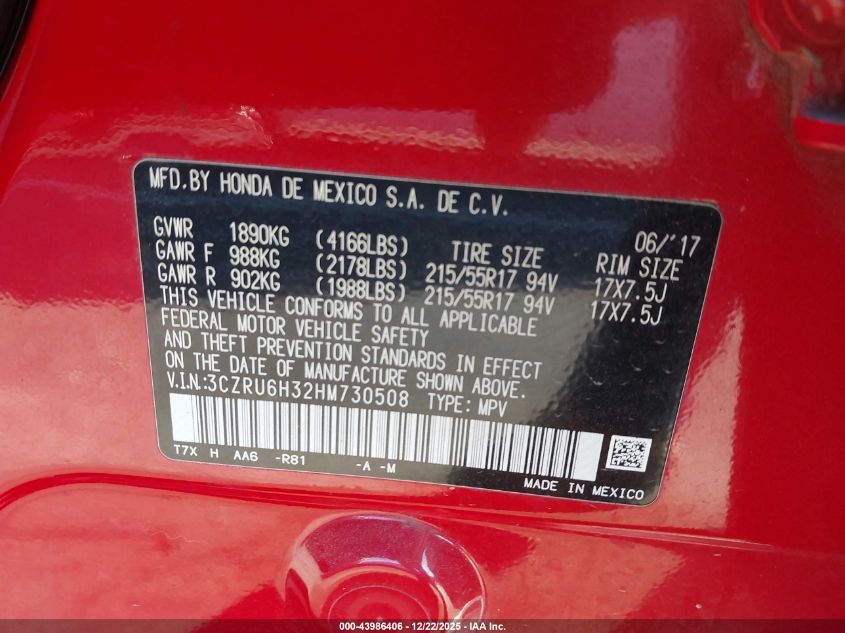 MFD.BY HONDA DE MEXICO S.A. DE C.V.
06/'17
GVWR 1890KG (4166LBS) TIRE SIZE RIM SIZE
GAWR F 988KG (2178LBS) 215/55R17 94V 17X7.5J
GAWR R 902KG (1988LBS) 215/55R17 94V 17X7.5J
THIS VEHICLE CONFORMS TO ALL APPLICABLE
FEDERAL MOTOR VEHICLE SAFETY
AND THEFT PREVENTION STANDARDS IN EFFECT
ON THE DATE OF MANUFACTURE SHOWN ABOVE.
V.I.N.:3CZRU6H32HM730508 TYPE: MPV
T7X H AA6 -R81 -A -M
MADE IN MEXICO
000-43986406 - 12/22/2025 - IAA Inc.